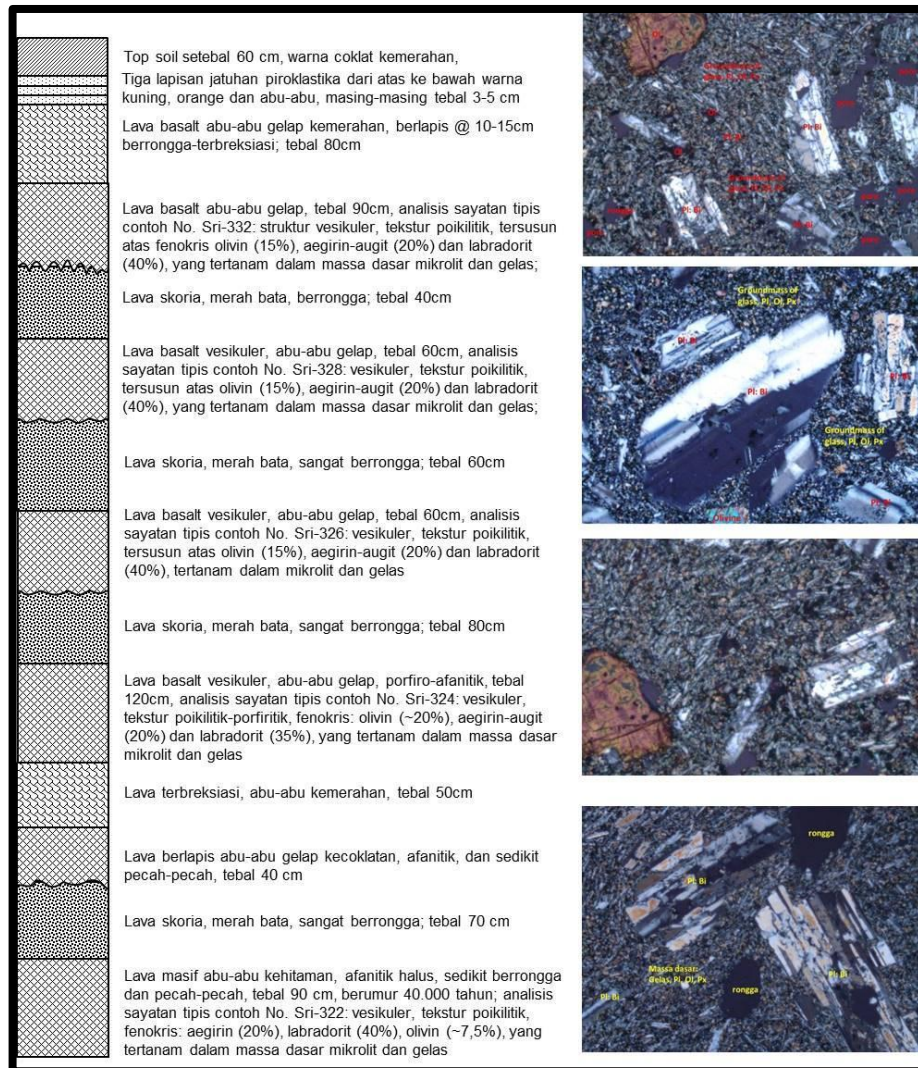 Top soil setebal 60 cm, warna coklat kemerahan,
Tiga lapisan jatuhan piroklastika dari atas ke bawah warna
kuning, orange dan abu-abu, masing-masing tebal 3-5 cm
Lava basalt abu-abu gelap kemerahan, berlapis @ 10-15cm
berrongga-terbreksiasi; tebal 80cm
Lava basalt abu-abu gelap, tebal 90cm, analisis sayatan tipis
contoh No. Sri-332: struktur vesikuler, tekstur poikilitik, tersusun
atas fenokris olivin (15%), aegirin-augit (20%) dan labradorit
(40%), yang tertanam dalam massa dasar mikrolit dan gelas;
Lava skoria, merah bata, berrongga; tebal 40cm
Lava basalt vesikuler, abu-abu gelap, tebal 60cm, analisis
sayatan tipis contoh No. Sri-328: vesikuler, tekstur poikilitik,
tersusun atas olivin (15%), aegirin-augit (20%) dan labradorit
(40%), yang tertanam dalam massa dasar mikrolit dan gelas;
Lava skoria, merah bata, sangat berrongga; tebal 60cm
Lava basalt vesikuler, abu-abu gelap, tebal 60cm, analisis
sayatan tipis contoh No. Sri-326: vesikuler, tekstur poikilitik,
tersusun atas olivin (15%), aegirin-augit (20%) dan labradorit
(40%), tertanam dalam mikrolit dan gelas
Lava skoria, merah bata, sangat berrongga; tebal 80cm
Lava basalt vesikuler, abu-abu gelap, porfiro-afanitik, tebal
120cm, analisis sayatan tipis contoh No. Sri-324: vesikuler,
tekstur poikilitik-porfiritik, fenokris: olivin (~20%), aegirin-augit
(20%) dan labradorit (35%), yang tertanam dalam massa dasar
mikrolit dan gelas
Lava terbreksiasi, abu-abu kemerahan, tebal 50cm
Lava berlapis abu-abu gelap kecoklatan, afanitik, dan sedikit
pecah-pecah, tebal 40 cm
Lava skoria, merah bata, sangat berrongga; tebal 70 cm
Lava masif abu-abu kehitaman, afanitik halus, sedikit berrongga
dan pecah-pecah, tebal 90 cm, berumur 40.000 tahun; analisis
sayatan tipis contoh No. Sri-322: vesikuler, tekstur poikilitik,
fenokris: aegirin (20%), labradorit (40%), olivin (~7,5%), yang
tertanam dalam massa dasar mikrolit dan gelas
Pl: Bi
Pl: Bi
Pl: Bi
rongga
Groundmass of
glass, Pl, Ol, Px
Pl: Bi
Pl: Bi
Pl: Bi
Groundmass of
glass, Pl, Ol, Px
Pl: Bi
Olivine
rongga
Pl: Bi
Massa dasar:
Gelas, Pl, Ol, Px
Pl: Bi
Pl: Bi
rongga